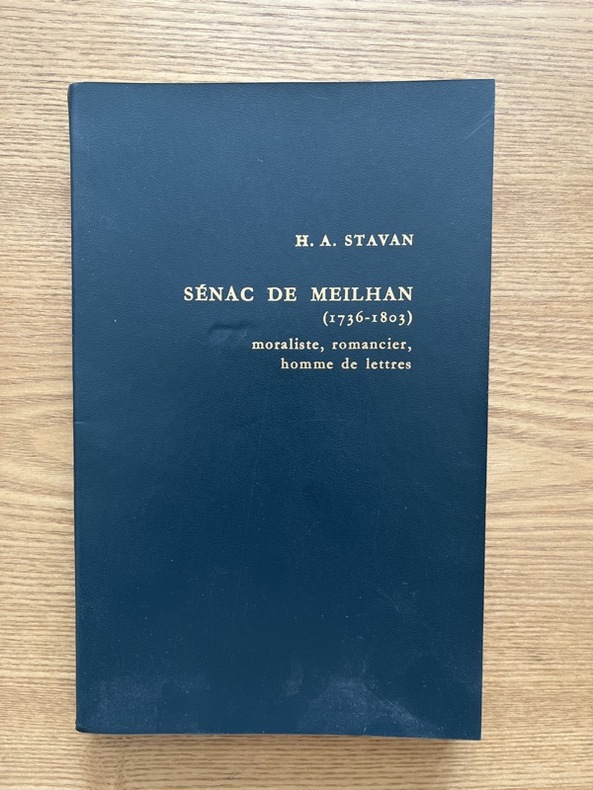 H. A. STAVAN
SÉNAC DE MEILHAN
(1736-1803)
moraliste, romancier,
homme de lettres